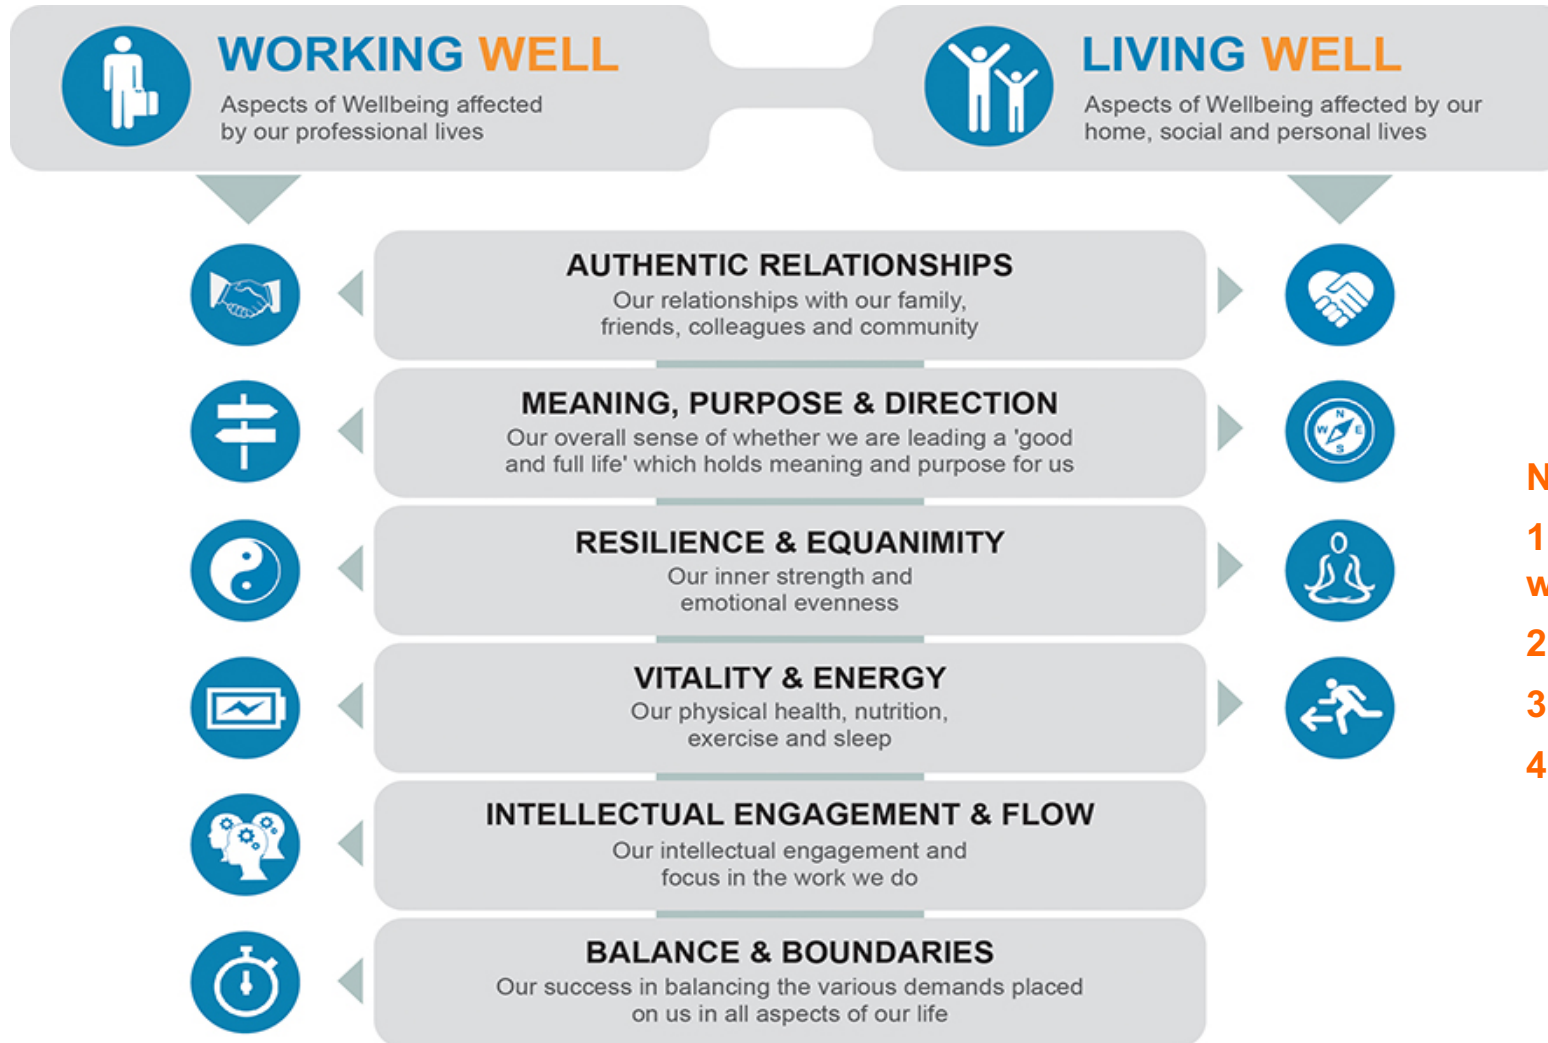 WORKING WELL
Aspects of Wellbeing affected
by our professional lives
LIVING WELL
Aspects of Wellbeing affected by our
home, social and personal lives
AUTHENTIC RELATIONSHIPS
Our relationships with our family,
friends, colleagues and community
MEANING, PURPOSE & DIRECTION
Our overall sense of whether we are leading a 'good
and full life' which holds meaning and purpose for us
N
W E
S
RESILIENCE & EQUANIMITY
Our inner strength and
emotional evenness
VITALITY & ENERGY
Our physical health, nutrition,
exercise and sleep
INTELLECTUAL ENGAGEMENT & FLOW
Our intellectual engagement and
focus in the work we do
BALANCE & BOUNDARIES
Our success in balancing the various demands placed
on us in all aspects of our life
N
1
w
2
3
4